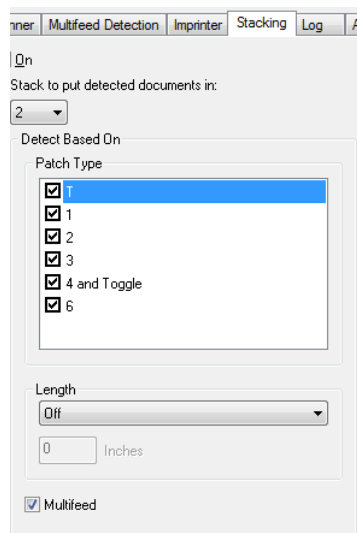 nner Multifeed Detection Imprinter Stacking Log
On
Stack to put detected documents in:
2
Detect Based On
Patch Type
T
1
2
3
4 and Toggle
6
Length
Off
0 Inches
Multifeed